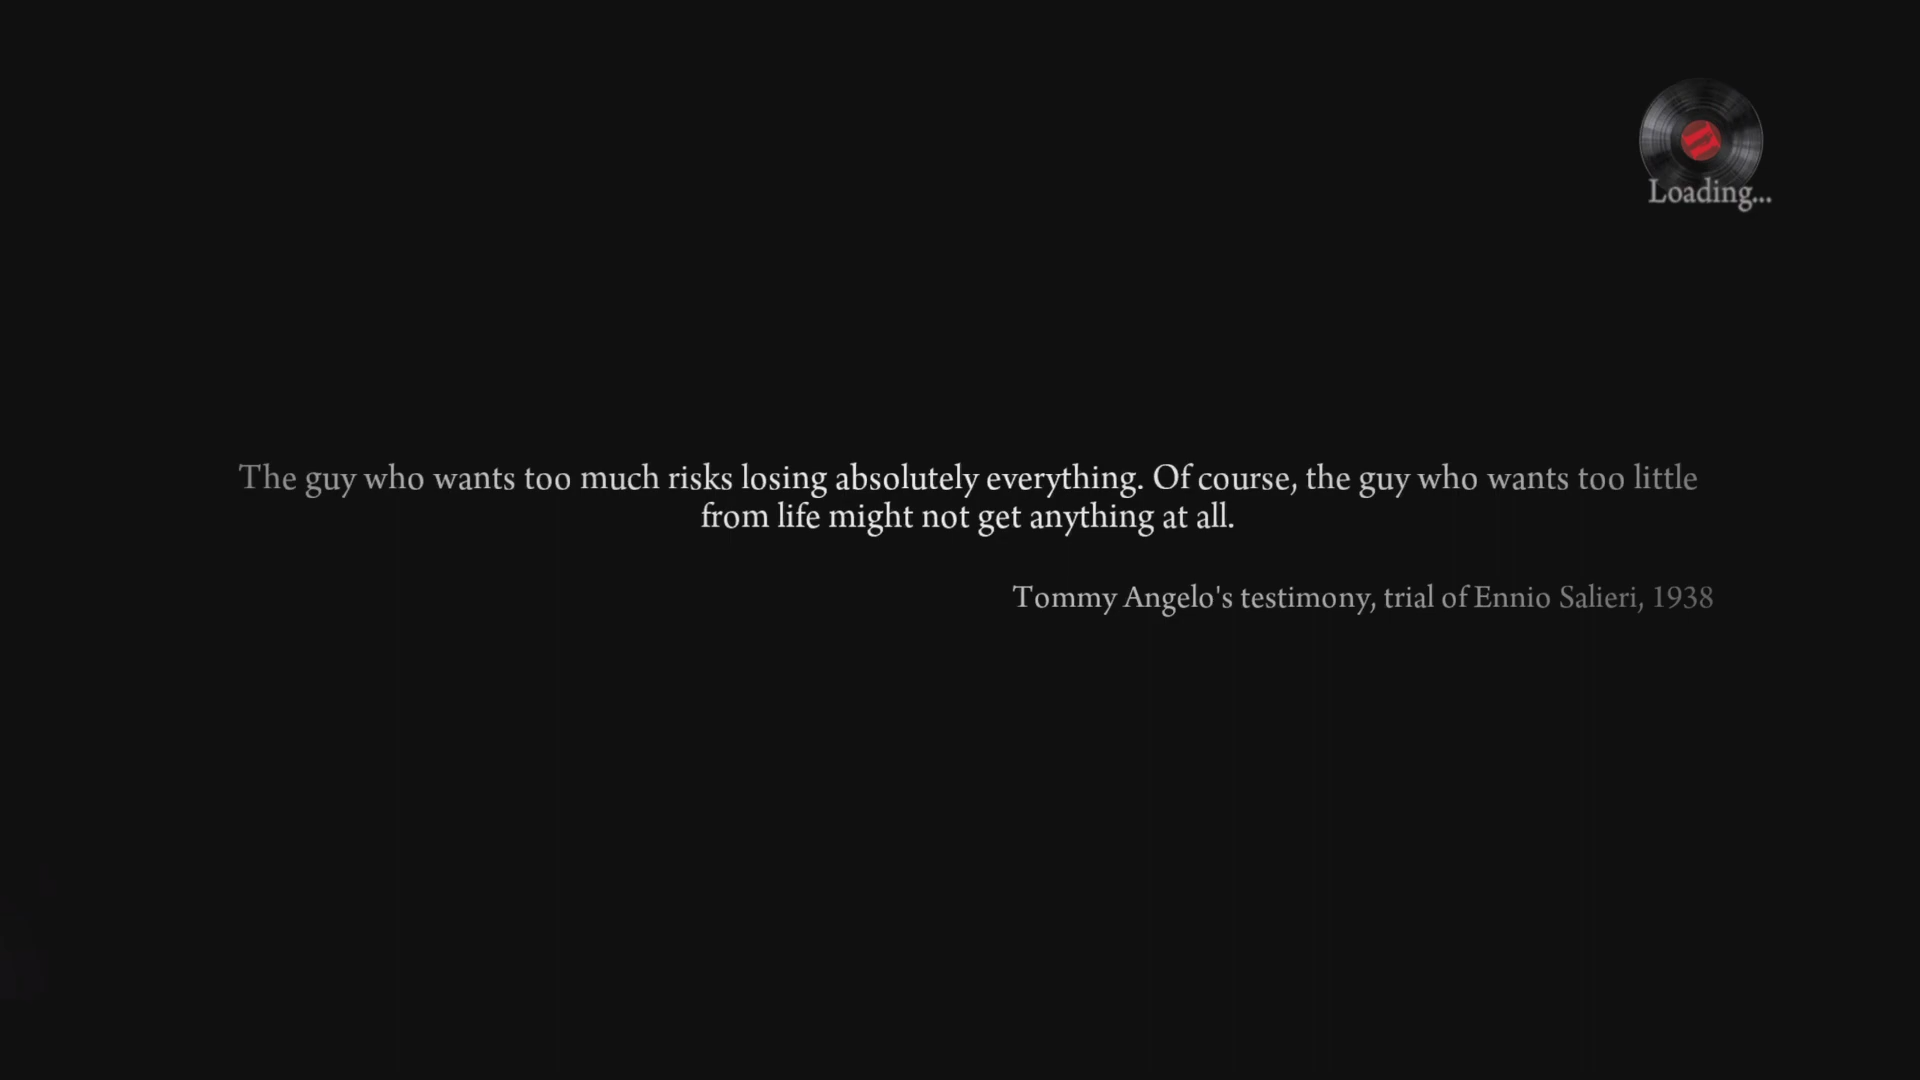 Loading...
The guy who wants too much risks losing absolutely everything. Of course, the guy who wants too little
from life might not get anything at all.
Tommy Angelo's testimony, trial of Ennio Salieri, 1938